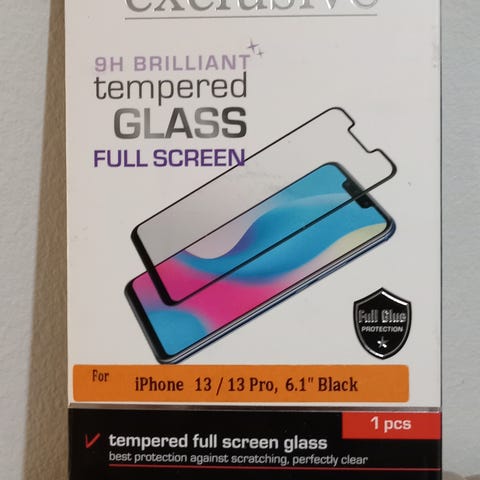 exclusive
9H BRILLIANT
tempered
GLASS
FULL SCREEN
Full Glue
PROTECTION
For iPhone 13 / 13 Pro, 6.1" Black
1 pcs
tempered full screen glass
best protection against scratching, perfectly clear